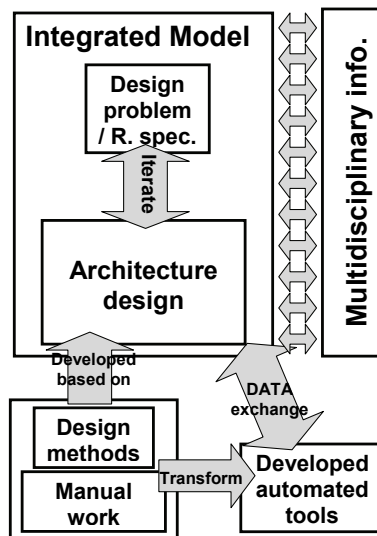 Integrated Model
Design
problem
/ R. spec.
Iterate
Architecture
design
Multidisciplinary info.
Developed
based on
DATA
exchange
Design
methods
Manual
work
Transform
Developed
automated
tools